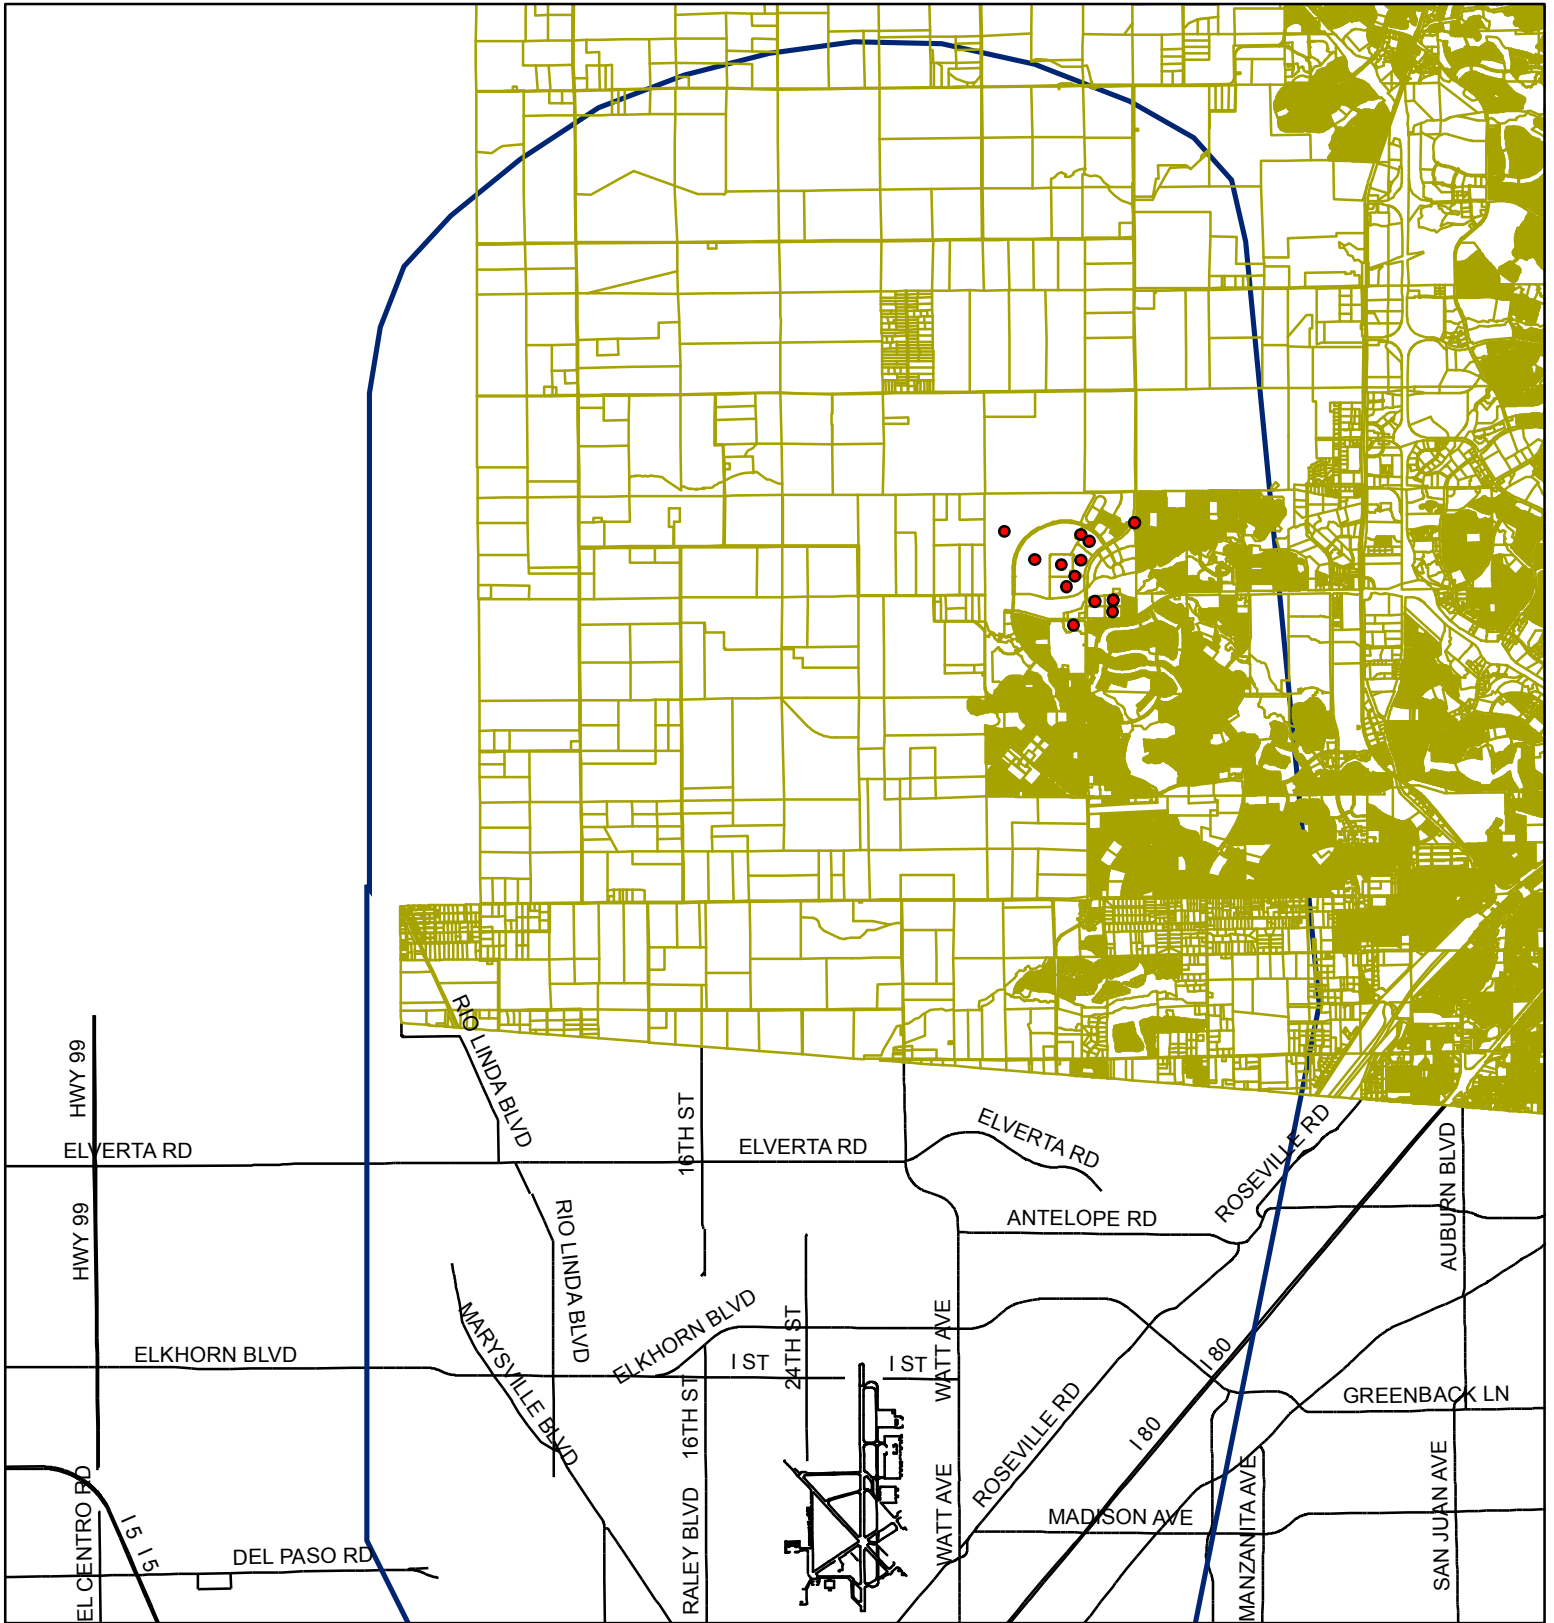 RIO LINDA BLVD
HWY 99
16TH ST
ELVERTA RD
ELVERTA RD
ELVERTA RD
ROSEVILLE RD
AUBURN BLVD
HWY 99
RIO LINDA BLVD
ANTELOPE RD
MARYSVILLE BLVD
ELKHORN BLVD
24TH ST
WATT AVE
ELKHORN BLVD
I ST
I ST
I 80
GREENBACK LN
16TH ST
ROSEVILLE RD
I 80
EL CENTRO RD
I 5
I 5
DEL PASO RD
RALEY BLVD
WATT AVE
MADISON AVE
MANZANITA AVE
SAN JUAN AVE